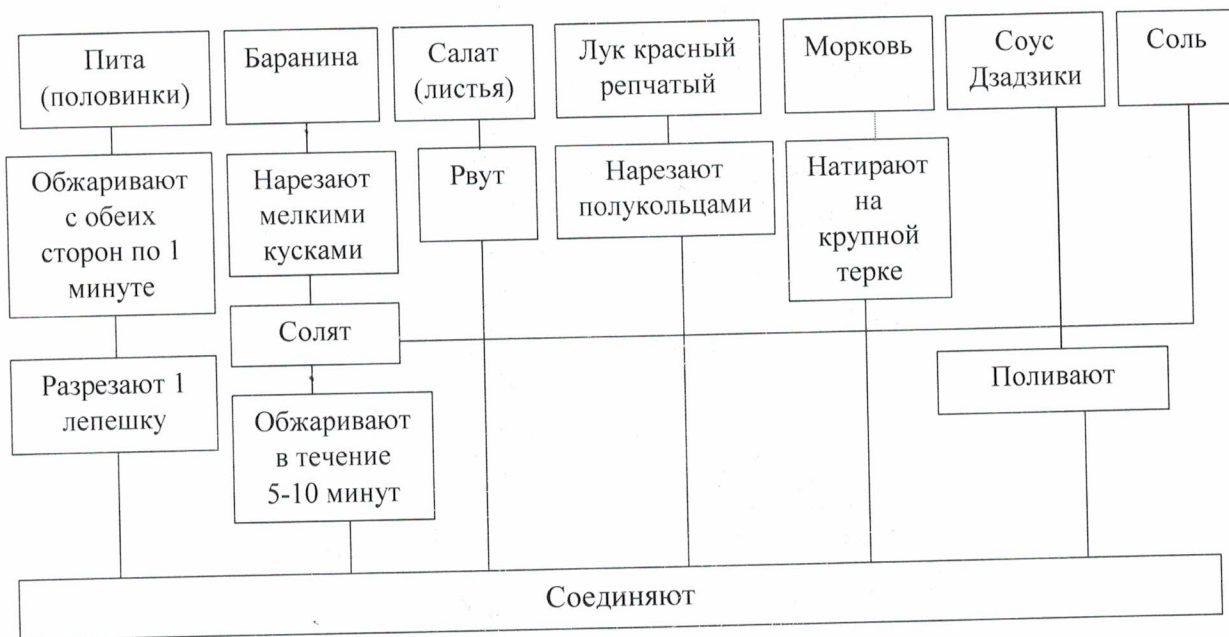 Пита
(половинки)
Баранина
Салат
(листья)
Лук красный
репчатый
Морковь
Соус
Дзадзики
Соль
Обжаривают
с обеих
сторон по 1
минуте
Нарезают
мелкими
кусками
Рвут
Нарезают
полукольцами
Натирают
на
крупной
терке
Солят
Разрезают 1
лепешку
Обжаривают
в течение
5-10 минут
Поливают
Соединяют